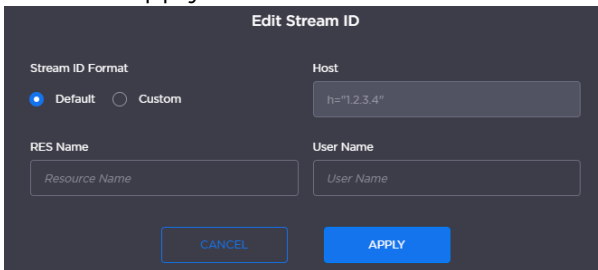 Edit Stream ID
Stream ID Format
Host
Default
Custom
h="1.2.3.4"
RES Name
User Name
Resource Name
User Name
CANCEL
APPLY